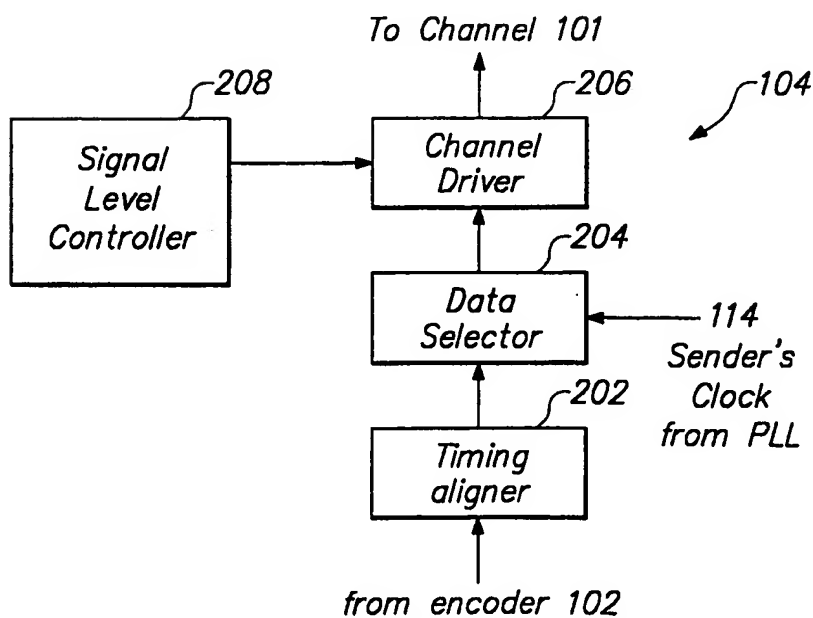 To Channel 101
208
206
104
Signal
Level
Controller
Channel
Driver
204
Data
Selector
114
Sender's
Clock
from PLL
202
Timing
aligner
from encoder 102